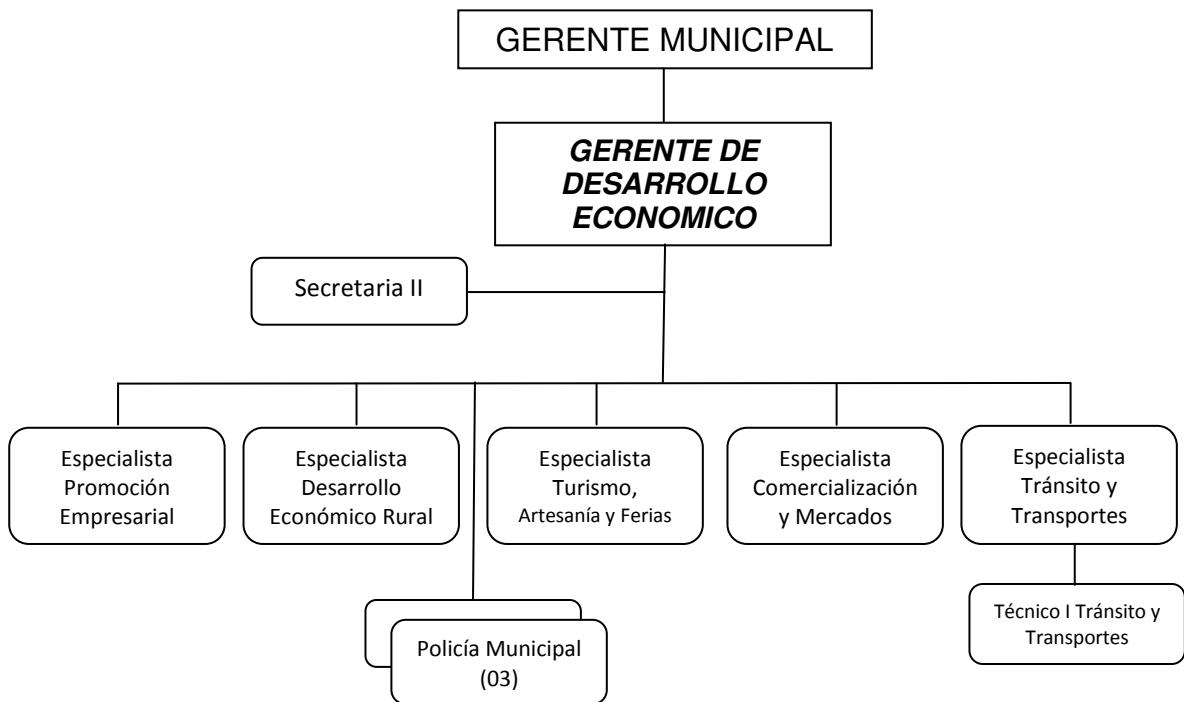 GERENTE MUNICIPAL
GERENTE DE
DESARROLLO
ECONOMICO
Secretaria II
Especialista
Promoción
Empresarial
Especialista
Desarrollo
Económico Rural
Especialista
Turismo,
Artesanía y Ferias
Especialista
Comercialización
y Mercados
Especialista
Tránsito y
Transportes
Técnico I Tránsito y
Transportes
Policía Municipal
(03)